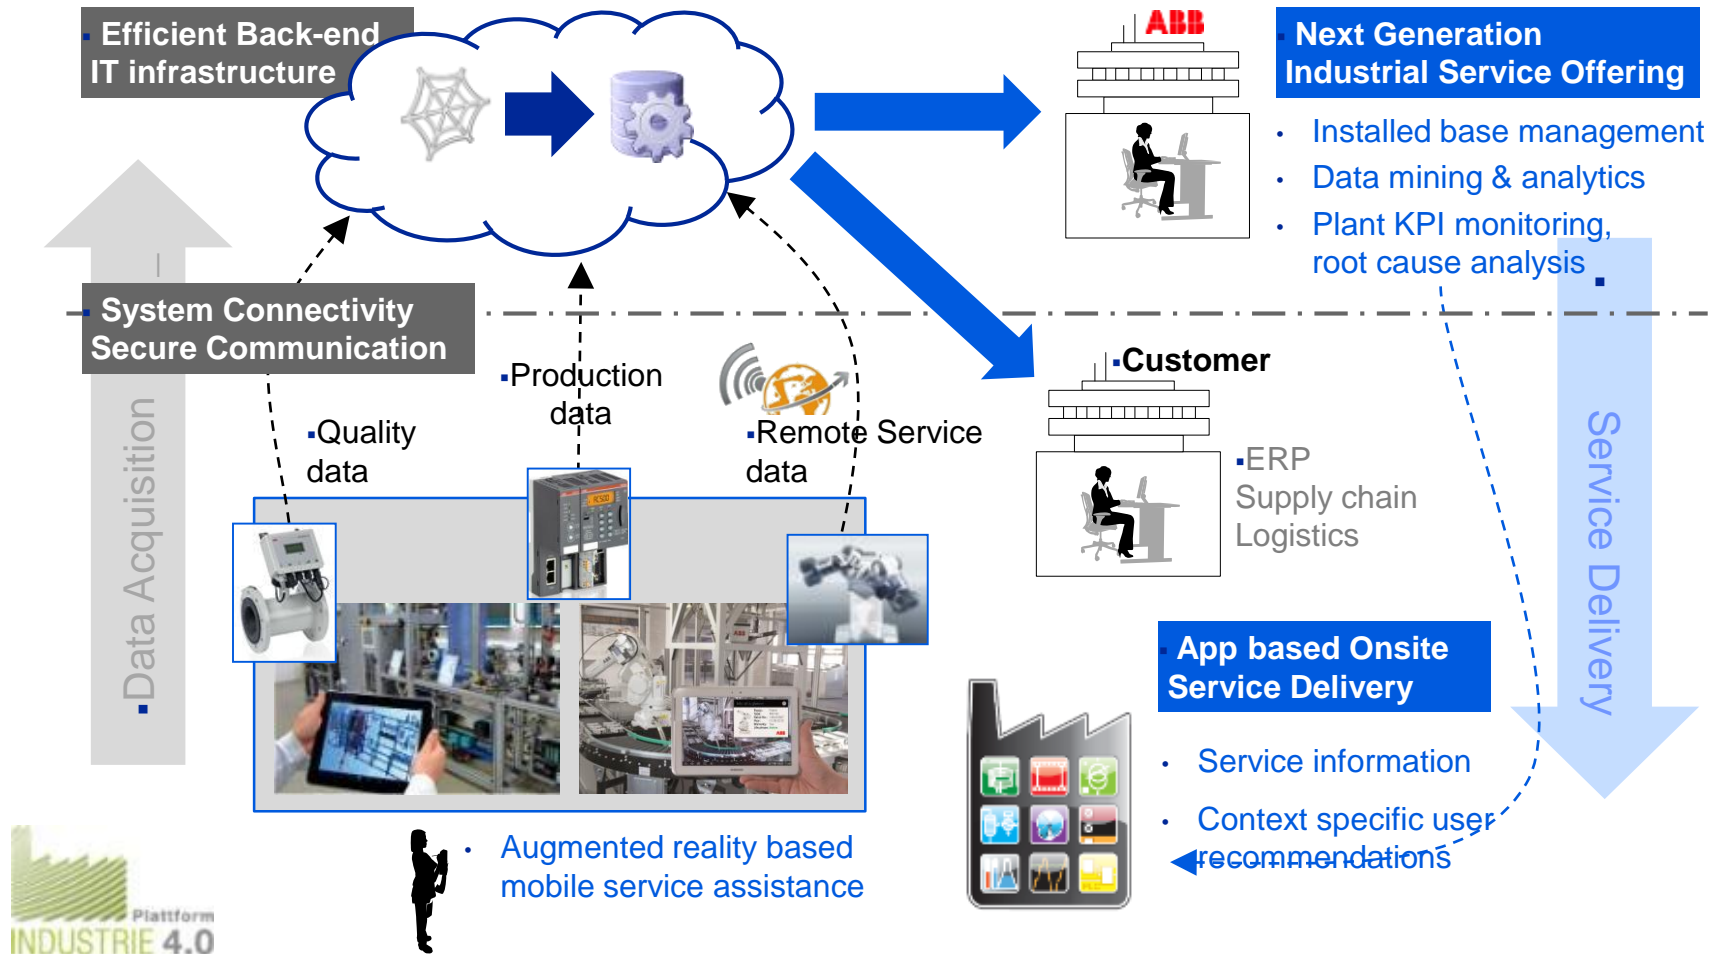 Efficient Back-end
IT infrastructure
ABB
Next Generation
Industrial Service Offering
Installed base management
Data mining & analytics
Plant KPI monitoring,
root cause analysis
System Connectivity
Secure Communication
Data Acquisition
Production
data
Quality
data
Remote Service
data
Customer
ERP
Supply chain
Logistics
Service Delivery
AC500
ABB
ABB
App based Onsite
Service Delivery
Service information
Context specific user
recommendations
Augmented reality based
mobile service assistance
Plattform
INDUSTRIE 4.0